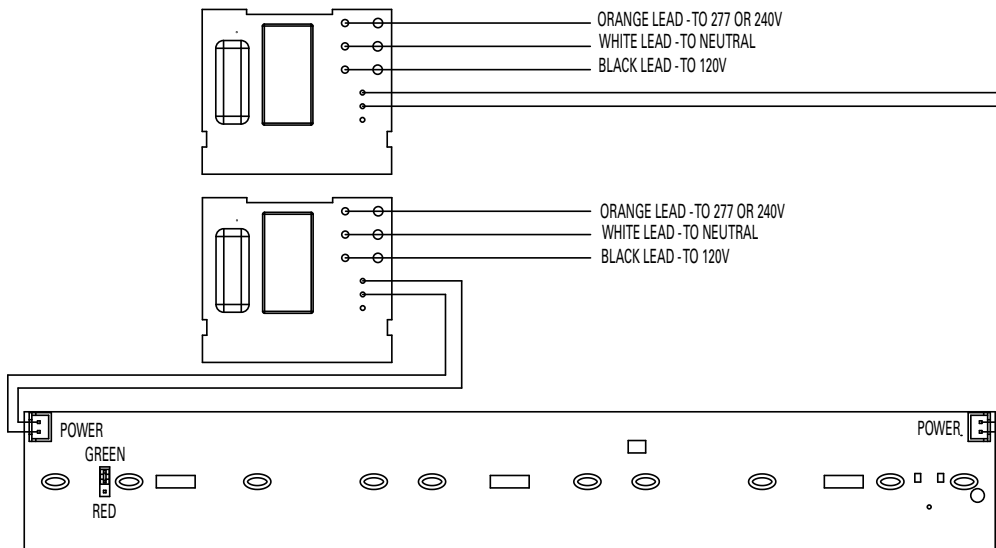 ORANGE LEAD - TO 277 OR 240V
WHITE LEAD - TO NEUTRAL
BLACK LEAD - TO 120V
ORANGE LEAD - TO 277 OR 240V
WHITE LEAD - TO NEUTRAL
BLACK LEAD - TO 120V
POWER
POWER
GREEN
RED